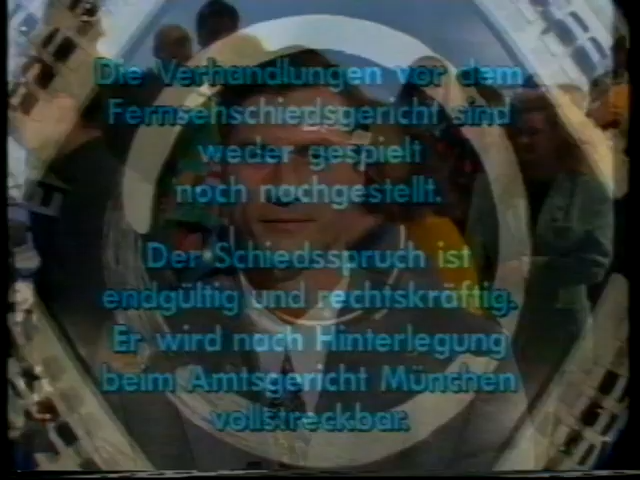 Die Verhandlungen vor dem
Fernsehschiedsgericht sind
weder gespielt
noch nachgestellt.
Der Schiedsspruch ist
endgültig und rechtskräftig.
Er wird nach Hinterlegung
beim Amtsgericht München
vollstreckbar.